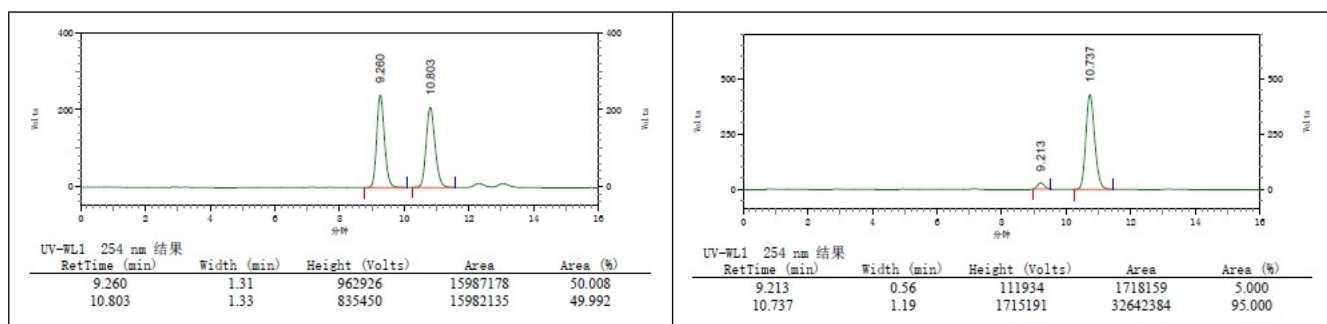 400
200
0
Volts
9.260
10.803
400
200
0
Volts
0 2 4 6 8 10 12 14 16
分钟
UV-WL1 254 nm 结果
RetTime (min) Width (min) Height (Volts) Area Area (%)
9.260 1.31 962926 15987178 50.008
10.803 1.33 835450 15982135 49.992
500
250
0
Volts
9.213
10.737
500
250
0
Volts
0 2 4 6 8 10 12 14 16
分钟
UV-WL1 254 nm 结果
RetTime (min) Width (min) Height (Volts) Area Area (%)
9.213 0.56 111934 1718159 5.000
10.737 1.19 1715191 32642384 95.000